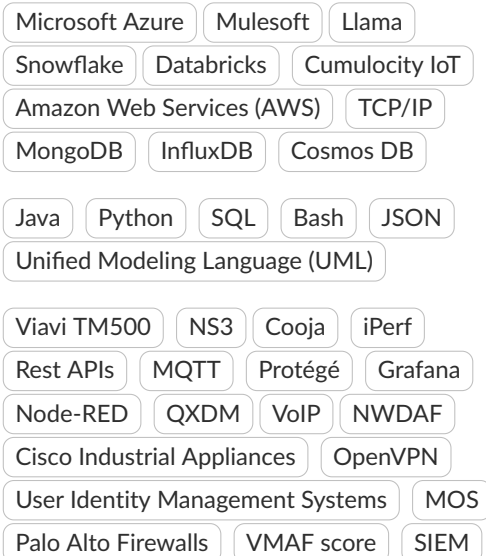 Microsoft Azure Mulesoft Llama
Snowflake Databricks Cumulocity IoT
Amazon Web Services (AWS) TCP/IP
MongoDB InfluxDB Cosmos DB
Java Python SQL Bash JSON
Unified Modeling Language (UML)
Viavi TM500 NS3 Cooja iPerf
Rest APIs MQTT Protégé Grafana
Node-RED QXDM VoIP NWDAF
Cisco Industrial Appliances OpenVPN
User Identity Management Systems MOS
Palo Alto Firewalls VMAF score SIEM